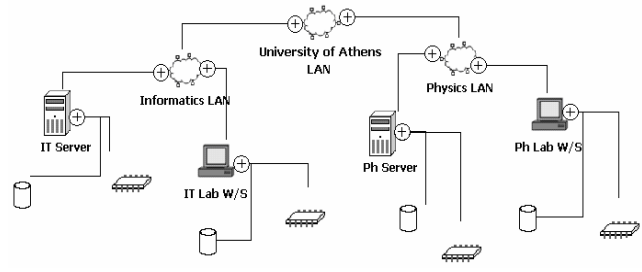 University of Athens
LAN
Informatics LAN
Physics LAN
IT Server
IT Lab W/S
Ph Server
Ph Lab W/S